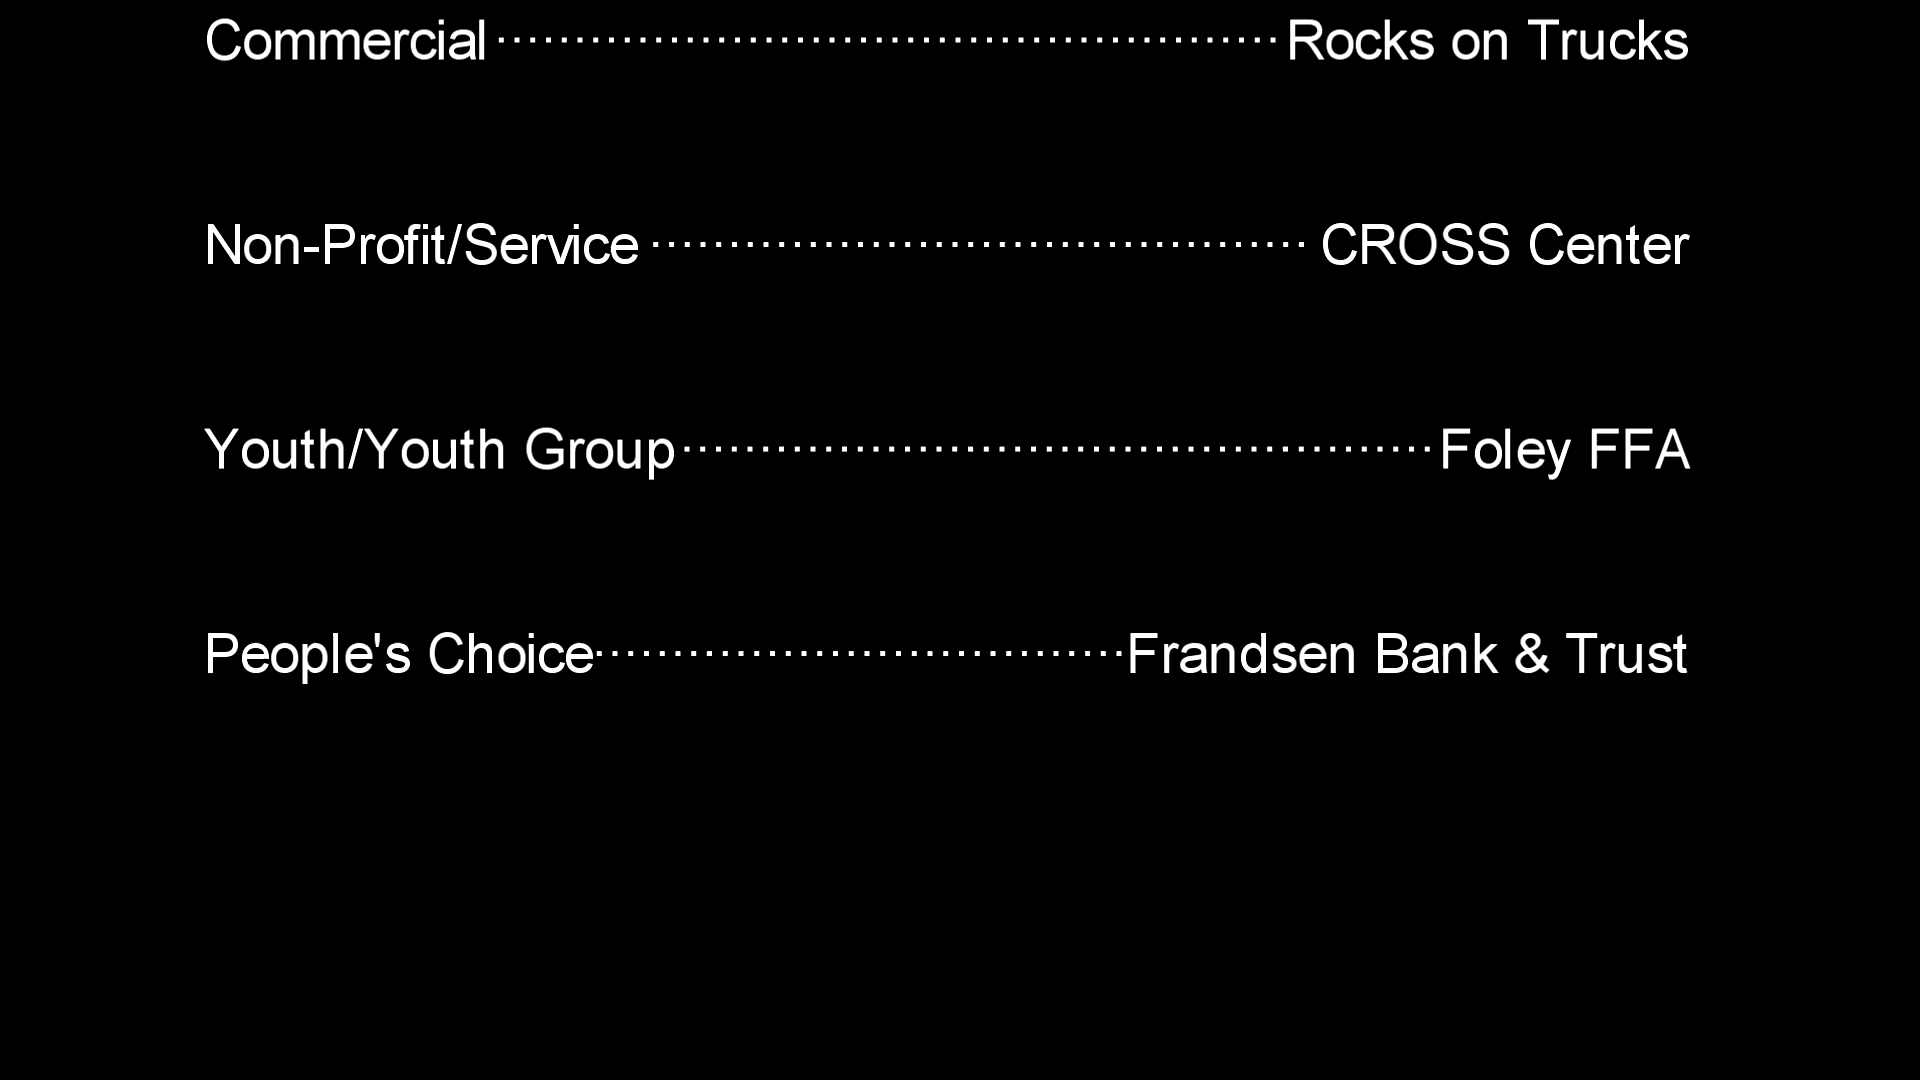 Commercial ·················································· Rocks on Trucks
Non-Profit/Service ·········································· CROSS Center
Youth/Youth Group ················································ Foley FFA
People's Choice ·································· Frandsen Bank & Trust